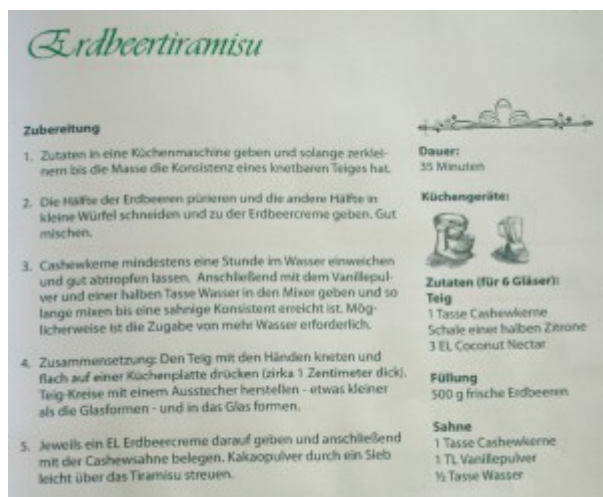 Erdbeertiramisu
Zubereitung
1. Zutaten in eine Küchenmaschine geben und solange zerklei-
nern bis die Masse die Konsistenz eines knetbaren Teiges hat.
2. Die Hälfte der Erdbeeren pürieren und die andere Hälfte in
kleine Würfel schneiden und zu der Erdbeercreme geben. Gut
mischen.
3. Cashewkerne mindestens eine Stunde im Wasser einweichen
und gut abtropfen lassen. Anschließend mit dem Vanillepul-
ver und einer halben Tasse Wasser in den Mixer geben und so
lange mixen bis eine sahnige Konsistent erreicht ist. Mög-
licherweise ist die Zugabe von mehr Wasser erforderlich.
4. Zusammensetzung: Den Teig mit den Händen kneten und
flach auf einer Küchenplatte drücken (zirka 1 Zentimeter dick).
Teig-Kreise mit einem Ausstecher herstellen - etwas kleiner
als die Glasformen - und in das Glas formen.
5. Jeweils ein EL Erdbeercreme darauf geben und anschließend
mit der Cashewsahne belegen. Kakaopulver durch ein Sieb
leicht über das Tiramisu streuen.
Dauer:
35 Minuten
Küchengeräte:
Zutaten (für 6 Gläser):
Teig
1 Tasse Cashewkerne
Schale einer halben Zitrone
3 EL Coconut Nectar
Füllung
500 g frische Erdbeeren
Sahne
1 Tasse Cashewkerne
1 TL Vanillepulver
½ Tasse Wasser